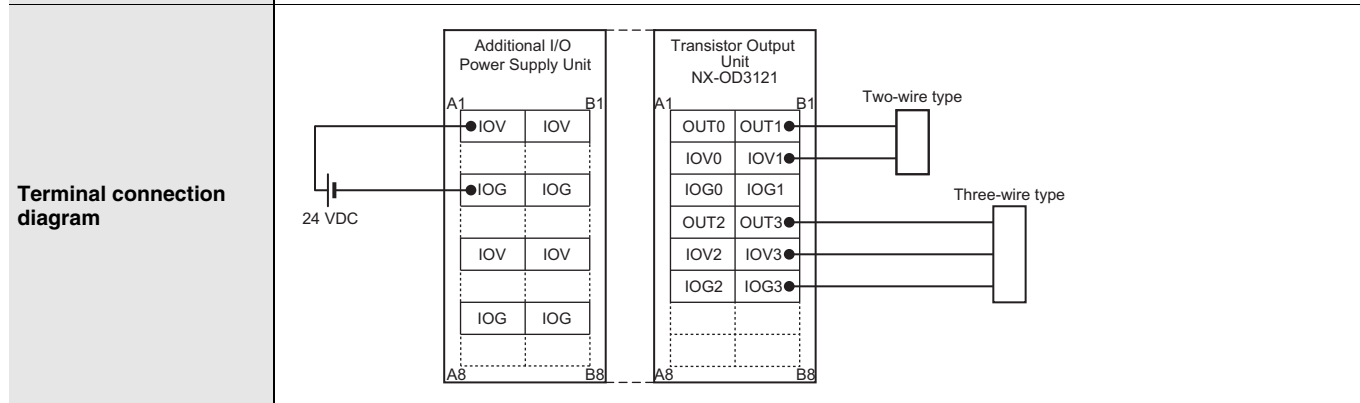 Terminal connection
diagram
Additional I/O
Power Supply Unit
A1 B1
IOV IOV
IOG IOG
IOV IOV
IOG IOG
A8 B8
24 VDC
Transistor Output
Unit
NX-OD3121
A1 B1
OUT0 OUT1
IOV0 IOV1
IOG0 IOG1
OUT2 OUT3
IOV2 IOV3
IOG2 IOG3
A8 B8
Two-wire type
Three-wire type